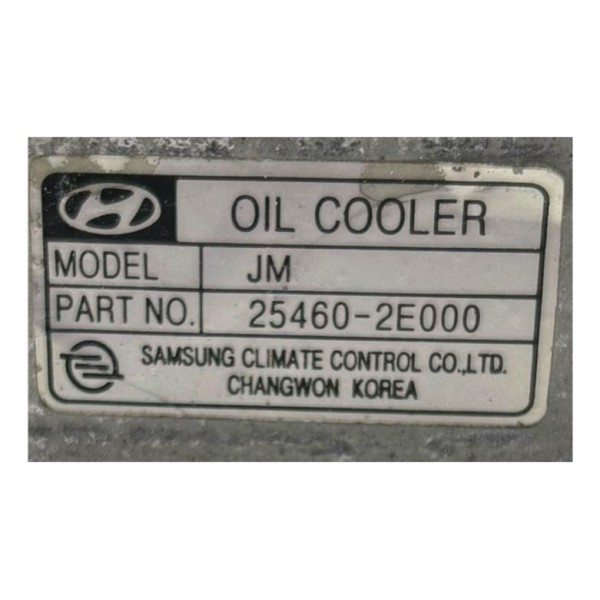 OIL COOLER
MODEL JM
PART NO. 25460-2E000
SAMSUNG CLIMATE CONTROL CO.,LTD.
CHANGWON KOREA